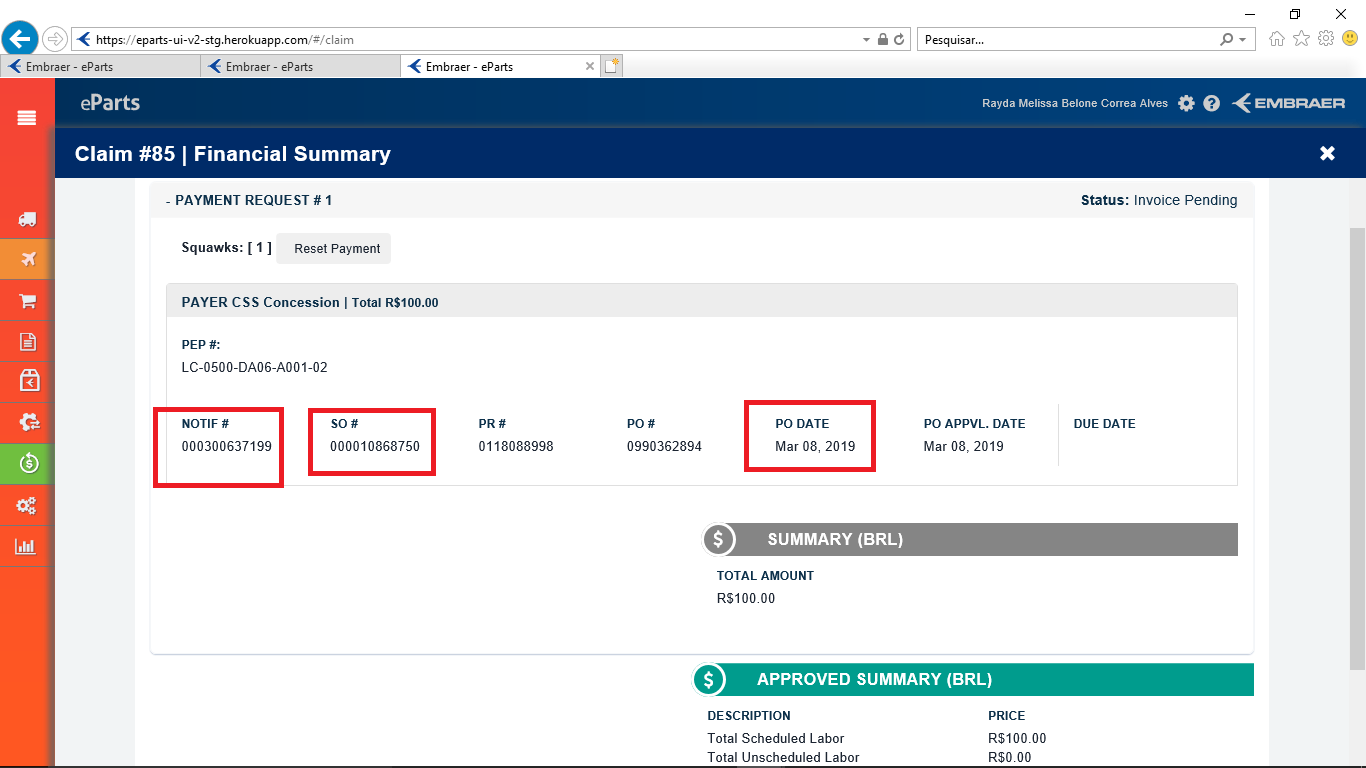 https://eparts-ui-v2-stg.herokuapp.com/#/claim
Pesquisar...
Embraer - eParts
Embraer - eParts
Embraer - eParts
eParts
Rayda Melissa Belone Correa Alves
EMBRAER
Claim #85 | Financial Summary
- PAYMENT REQUEST # 1
Status: Invoice Pending
Squawks: [ 1 ]
Reset Payment
PAYER CSS Concession | Total R$100.00
PEP #:
LC-0500-DA06-A001-02
NOTIF # SO # PR # PO # PO DATE PO APPVL. DATE DUE DATE
000300637199 000010868750 0118088998 0990362894 Mar 08, 2019 Mar 08, 2019
SUMMARY (BRL)
TOTAL AMOUNT
R$100.00
APPROVED SUMMARY (BRL)
DESCRIPTION PRICE
Total Scheduled Labor R$100.00
Total Unscheduled Labor R$0.00